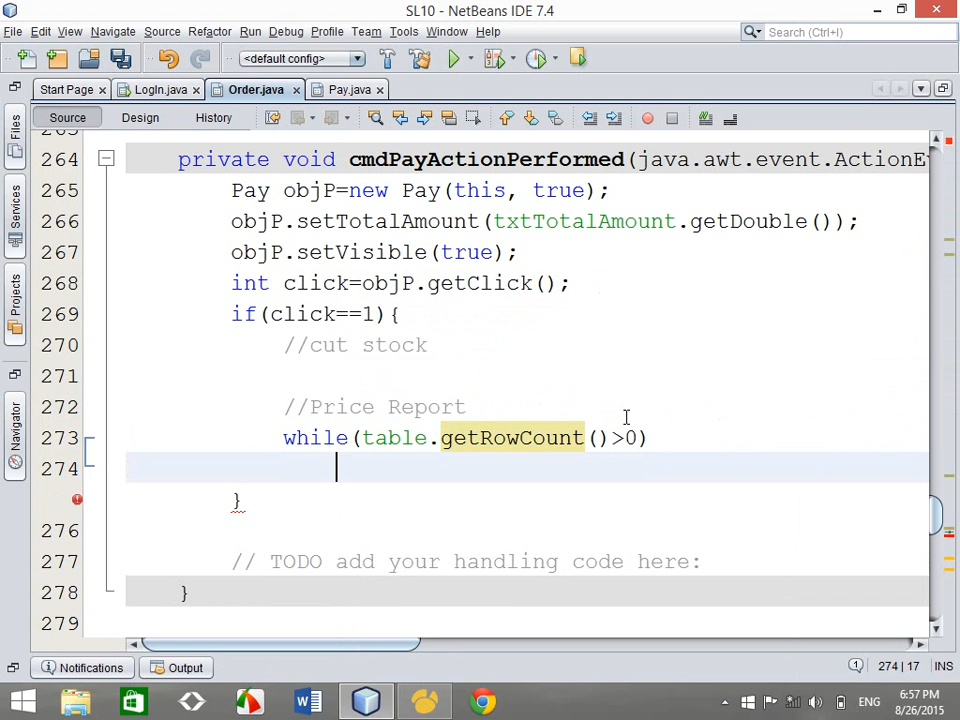 SL10 - NetBeans IDE 7.4
File Edit View Navigate Source Refactor Run Debug Profile Team Tools Window Help
<default config>
Search (Ctrl+I)
Start Page LogIn.java Order.java Pay.java
Source Design History
Files
Services
Projects
Navigator
264 private void cmdPayActionPerformed(java.awt.event.ActionEv
265 Pay objP=new Pay(this, true);
266 objP.setTotalAmount(txtTotalAmount.getDouble());
267 objP.setVisible(true);
268 int click=objP.getClick();
269 if(click==1){
270 //cut stock
271
272 //Price Report
273 while(table.getRowCount()>0)
274
}
276
277 // TODO add your handling code here:
278 }
279
Notifications Output
1 274 | 17 INS
ENG
6:57 PM
8/26/2015